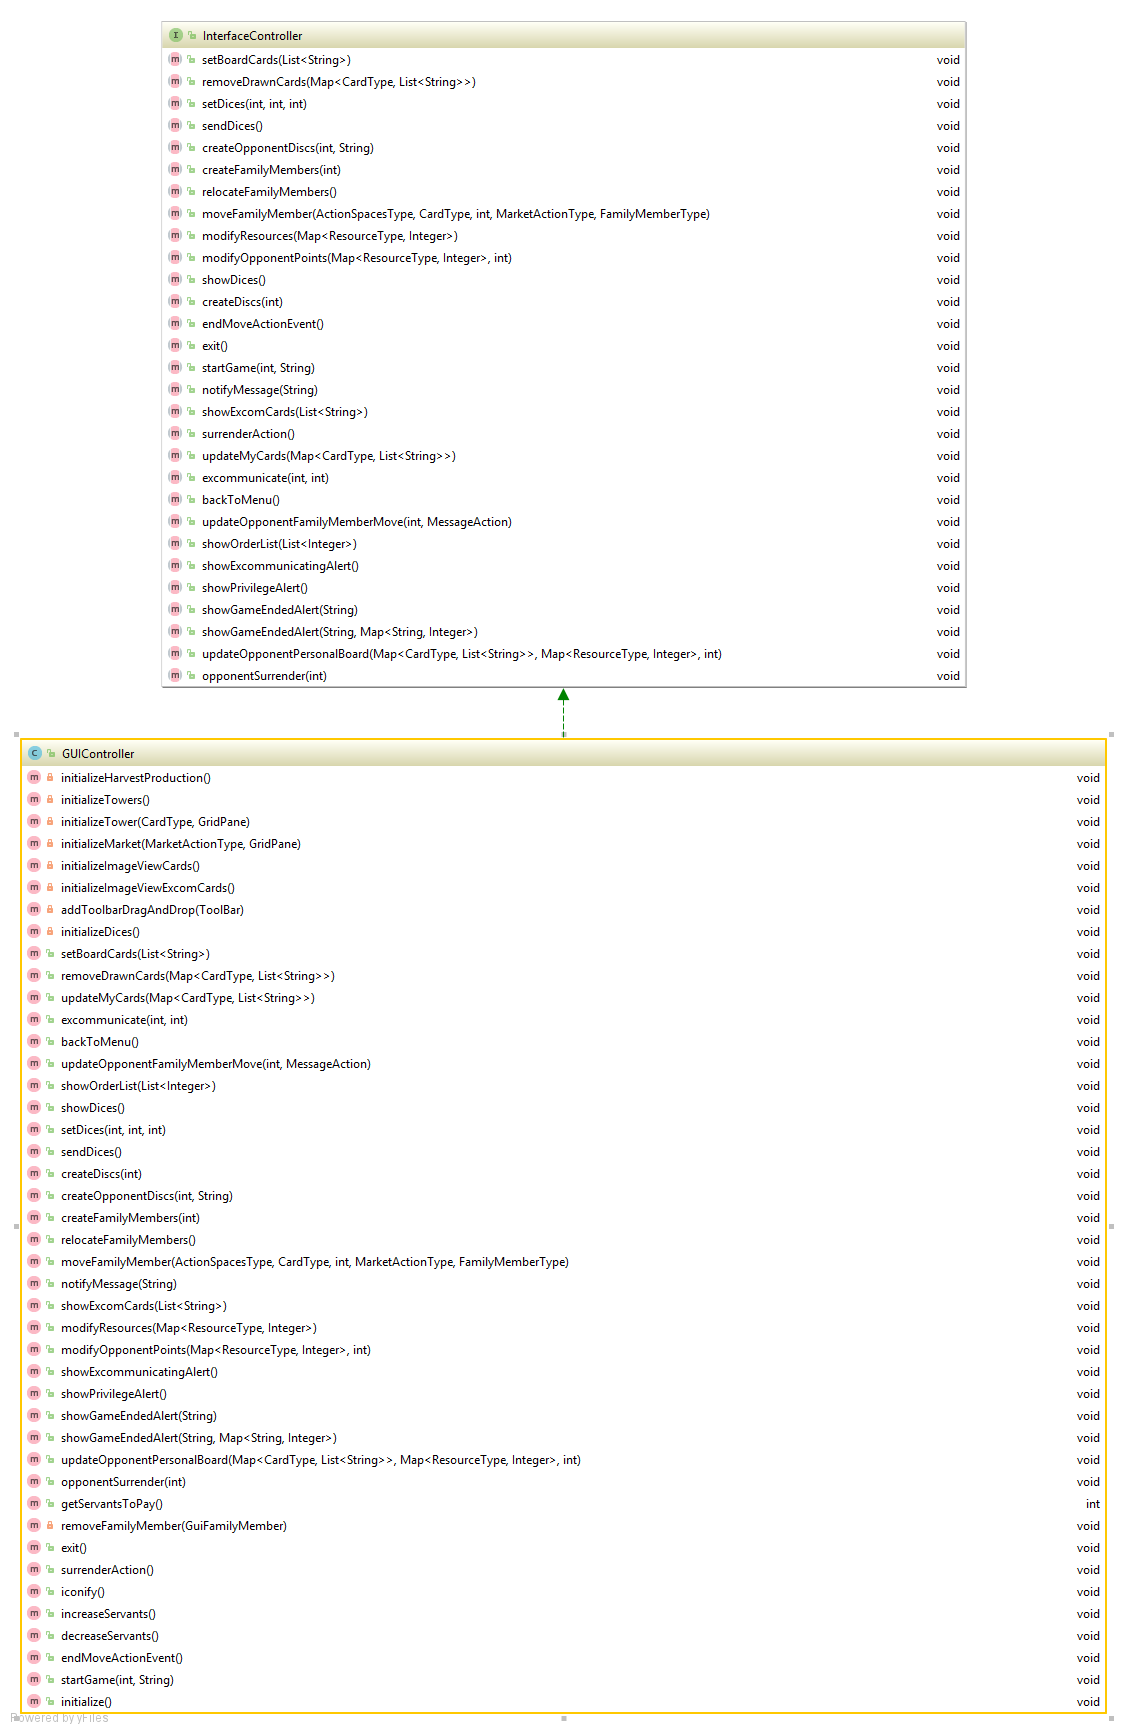 I InterfaceController
m setBoardCards(List<String>) void
m removeDrawnCards(Map<CardType, List<String>>) void
m setDices(int, int, int) void
m sendDices() void
m createOpponentDiscs(int, String) void
m createFamilyMembers(int) void
m relocateFamilyMembers() void
m moveFamilyMember(ActionSpacesType, CardType, int, MarketActionType, FamilyMemberType) void
m modifyResources(Map<ResourceType, Integer>) void
m modifyOpponentPoints(Map<ResourceType, Integer>, int) void
m showDices() void
m createDiscs(int) void
m endMoveActionEvent() void
m exit() void
m startGame(int, String) void
m notifyMessage(String) void
m showExcomCards(List<String>) void
m surrenderAction() void
m updateMyCards(Map<CardType, List<String>>) void
m excommunicate(int, int) void
m backToMenu() void
m updateOpponentFamilyMemberMove(int, MessageAction) void
m showOrderList(List<Integer>) void
m showExcommunicatingAlert() void
m showPrivilegeAlert() void
m showGameEndedAlert(String) void
m showGameEndedAlert(String, Map<String, Integer>) void
m updateOpponentPersonalBoard(Map<CardType, List<String>>, Map<ResourceType, Integer>, int) void
m opponentSurrender(int) void
C GUIController
m initializeHarvestProduction() void
m initializeTowers() void
m initializeTower(CardType, GridPane) void
m initializeMarket(MarketActionType, GridPane) void
m initializeImageViewCards() void
m initializeImageViewExcomCards() void
m addToolbarDragAndDrop(ToolBar) void
m initializeDices() void
m setBoardCards(List<String>) void
m removeDrawnCards(Map<CardType, List<String>>) void
m updateMyCards(Map<CardType, List<String>>) void
m excommunicate(int, int) void
m backToMenu() void
m updateOpponentFamilyMemberMove(int, MessageAction) void
m showOrderList(List<Integer>) void
m showDices() void
m setDices(int, int, int) void
m sendDices() void
m createDiscs(int) void
m createOpponentDiscs(int, String) void
m createFamilyMembers(int) void
m relocateFamilyMembers() void
m moveFamilyMember(ActionSpacesType, CardType, int, MarketActionType, FamilyMemberType) void
m notifyMessage(String) void
m showExcomCards(List<String>) void
m modifyResources(Map<ResourceType, Integer>) void
m modifyOpponentPoints(Map<ResourceType, Integer>, int) void
m showExcommunicatingAlert() void
m showPrivilegeAlert() void
m showGameEndedAlert(String) void
m showGameEndedAlert(String, Map<String, Integer>) void
m updateOpponentPersonalBoard(Map<CardType, List<String>>, Map<ResourceType, Integer>, int) void
m opponentSurrender(int) void
m getServantsToPay() int
m removeFamilyMember(GuiFamilyMember) void
m exit() void
m surrenderAction() void
m iconify() void
m increaseServants() void
m decreaseServants() void
m endMoveActionEvent() void
m startGame(int, String) void
m initialize() void
Powered by yFiles